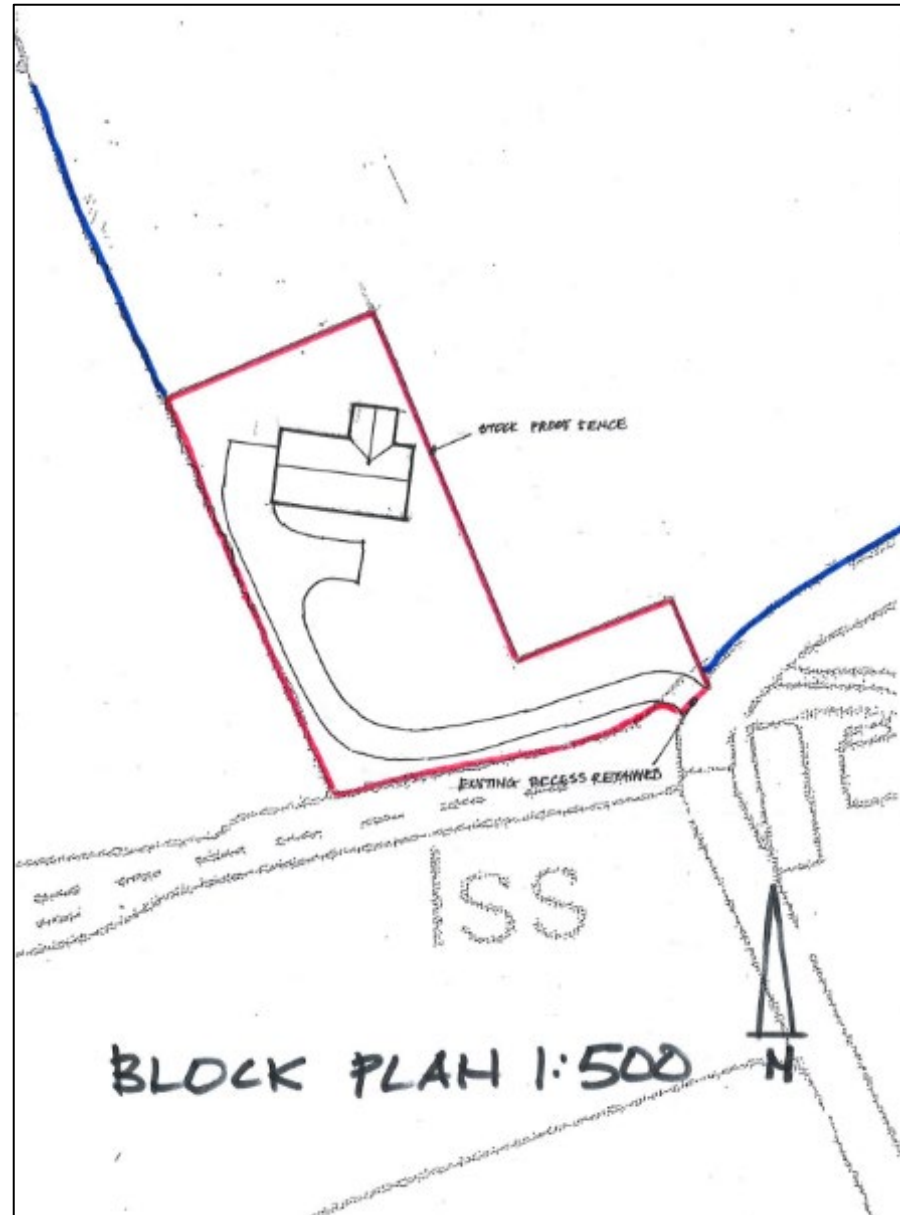 STOCK PROOF FENCE
EXISTING ACCESS RETAINED
Iss
BLOCK PLAN 1:500
N